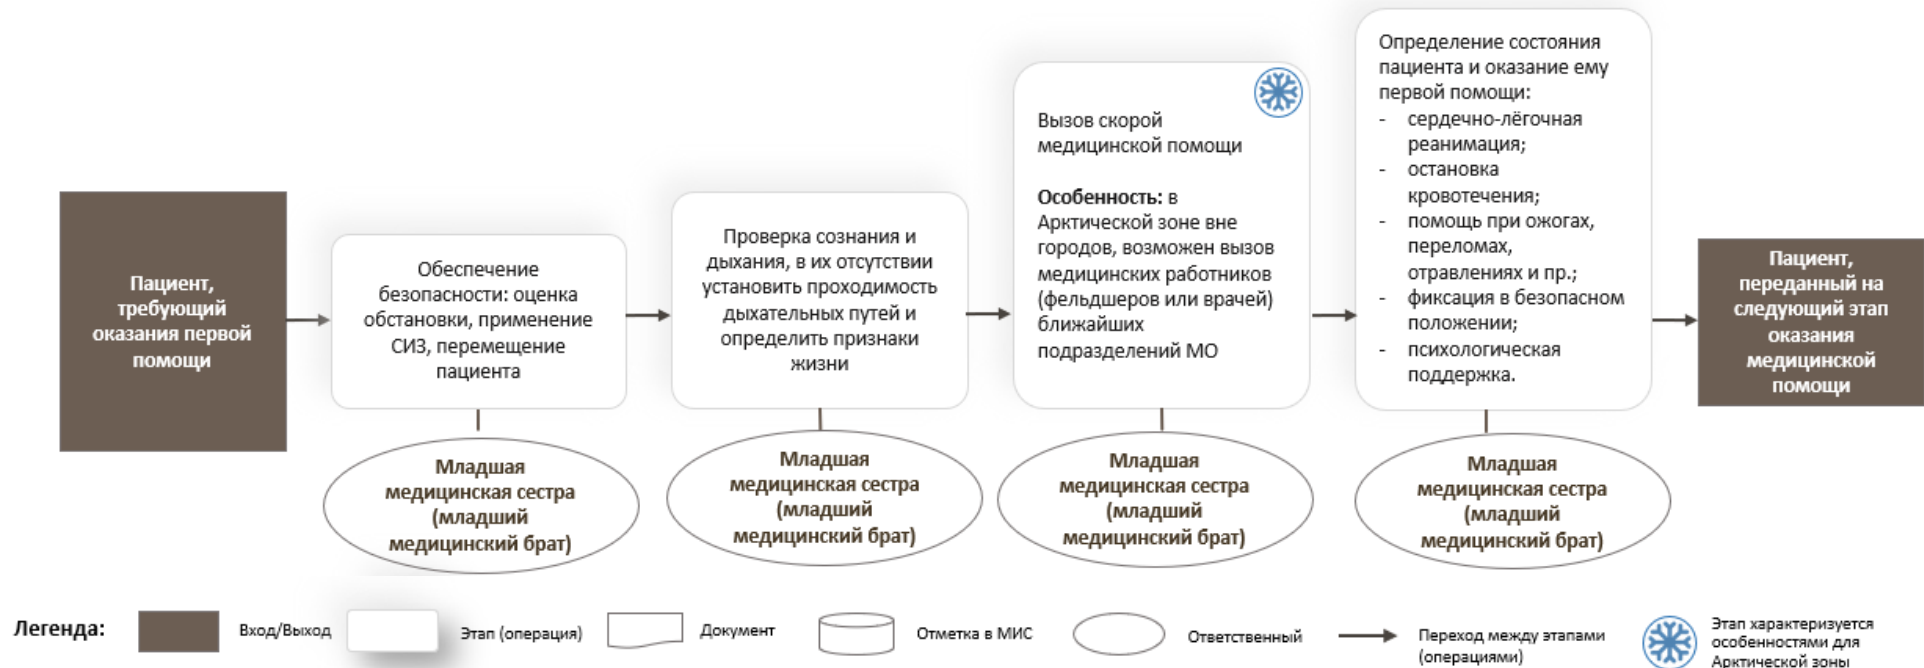 Пациент,
требующий
оказания первой
помощи
Обеспечение
безопасности: оценка
обстановки, применение
СИЗ, перемещение
пациента
Младшая
медицинская сестра
(младший
медицинский брат)
Проверка сознания и
дыхания, в их отсутствии
установить проходимость
дыхательных путей и
определить признаки
жизни
Младшая
медицинская сестра
(младший
медицинский брат)
Вызов скорой
медицинской помощи
Особенность: в
Арктической зоне вне
городов, возможен вызов
медицинских работников
(фельдшеров или врачей)
ближайших
подразделений МО
Младшая
медицинская сестра
(младший
медицинский брат)
Определение состояния
пациента и оказание ему
первой помощи:
- сердечно-лёгочная
реанимация;
- остановка
кровотечения;
- помощь при ожогах,
переломах,
отравлениях и пр.;
- фиксация в безопасном
положении;
- психологическая
поддержка.
Младшая
медицинская сестра
(младший
медицинский брат)
Пациент,
переданный на
следующий этап
оказания
медицинской
помощи
Легенда:
Вход/Выход
Этап (операция)
Документ
Отметка в МИС
Ответственный
Переход между этапами
(операциями)
Этап характеризуется
особенностями для
Арктической зоны